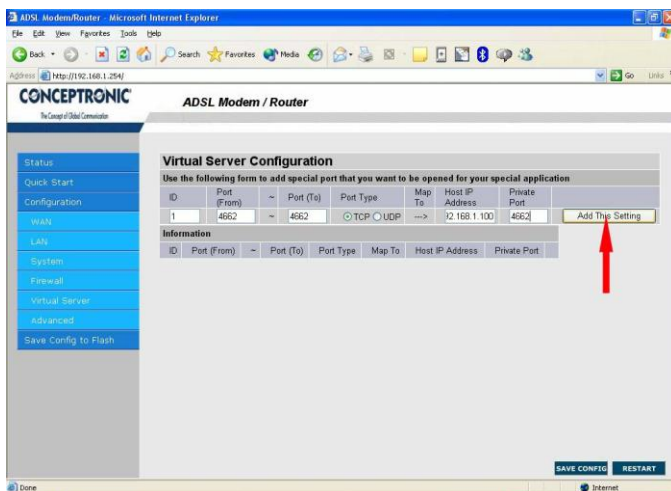 ADSL Modem/Router - Microsoft Internet Explorer
File Edit View Favorites Tools Help
Back Search Favorites Media
Address http://192.168.1.254/ Go Links
CONCEPTRONIC
The Concept of Global Communication
ADSL Modem / Router
Status
Quick Start
Configuration
WAN
LAN
System
Firewall
Virtual Server
Advanced
Save Config to Flash
Virtual Server Configuration
Use the following form to add special port that you want to be opened for your special application
ID Port (From) ~ Port (To) Port Type Map To Host IP Address Private Port
1 4662 ~ 4662 TCP UDP ---> 2.168.1.100 4662 Add This Setting
Information
ID Port (From) ~ Port (To) Port Type Map To Host IP Address Private Port
SAVE CONFIG RESTART
Done Internet